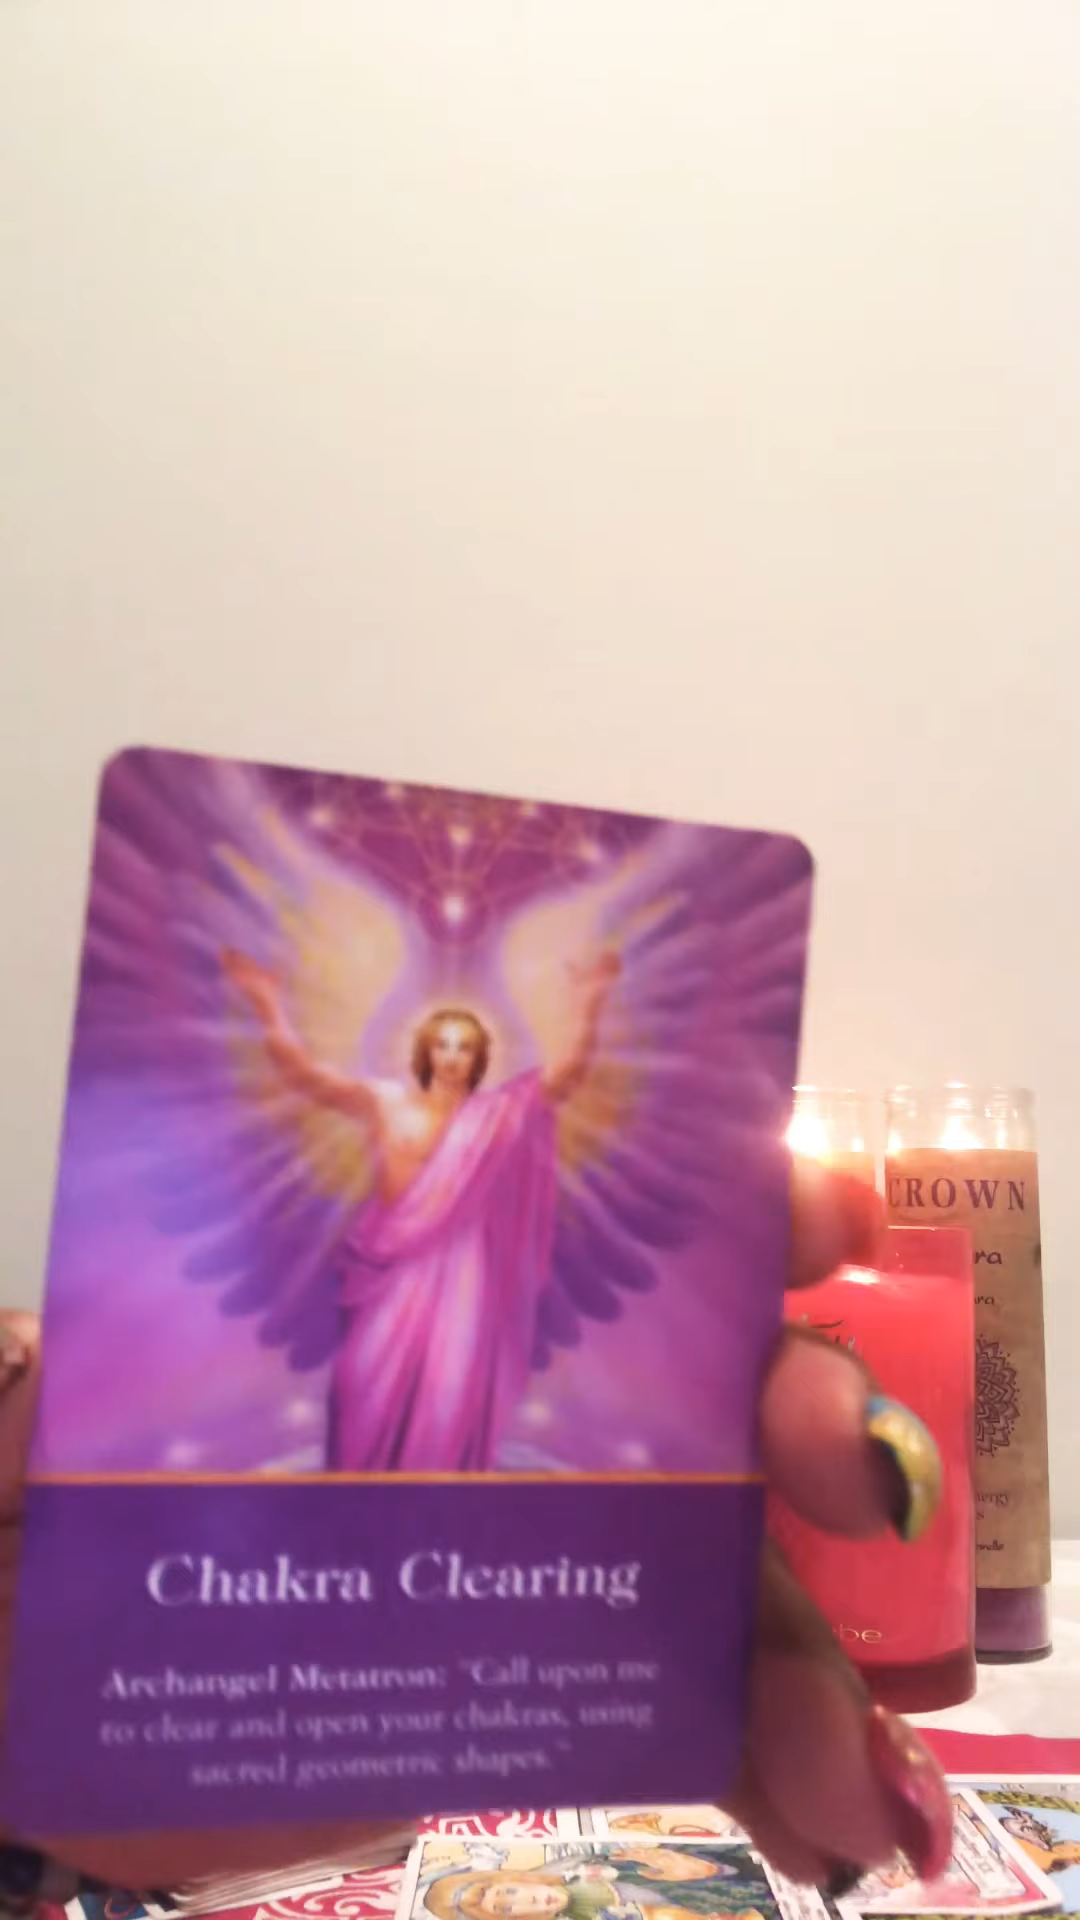 Chakra Clearing
Archangel Metatron: "Call upon me
to clear and open your chakras, using
sacred geometric shapes."
CROWN